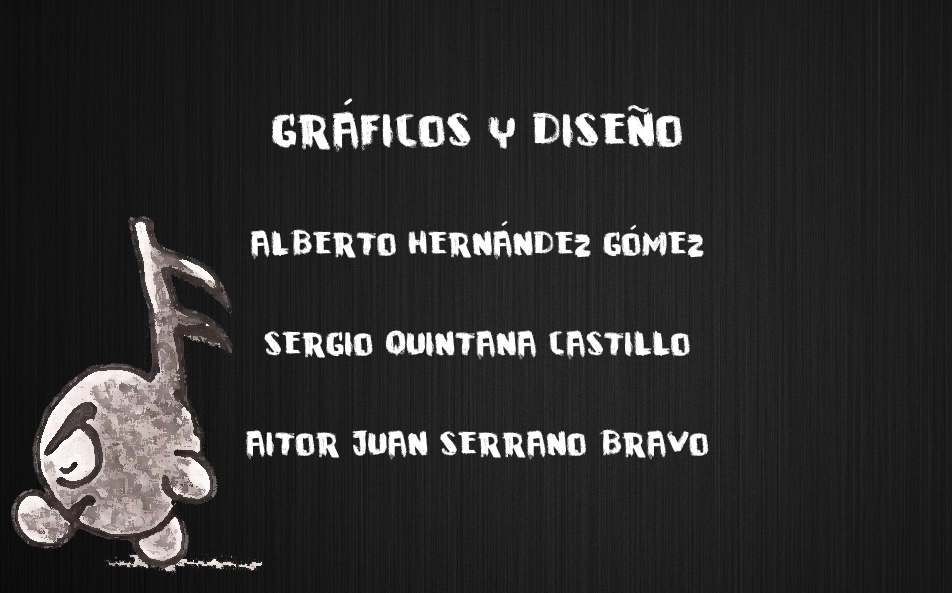 GRÁFICOS Y DISEÑO
ALBERTO HERNÁNDEZ GÓMEZ
SERGIO QUINTANA CASTILLO
AITOR JUAN SERRANO BRAVO